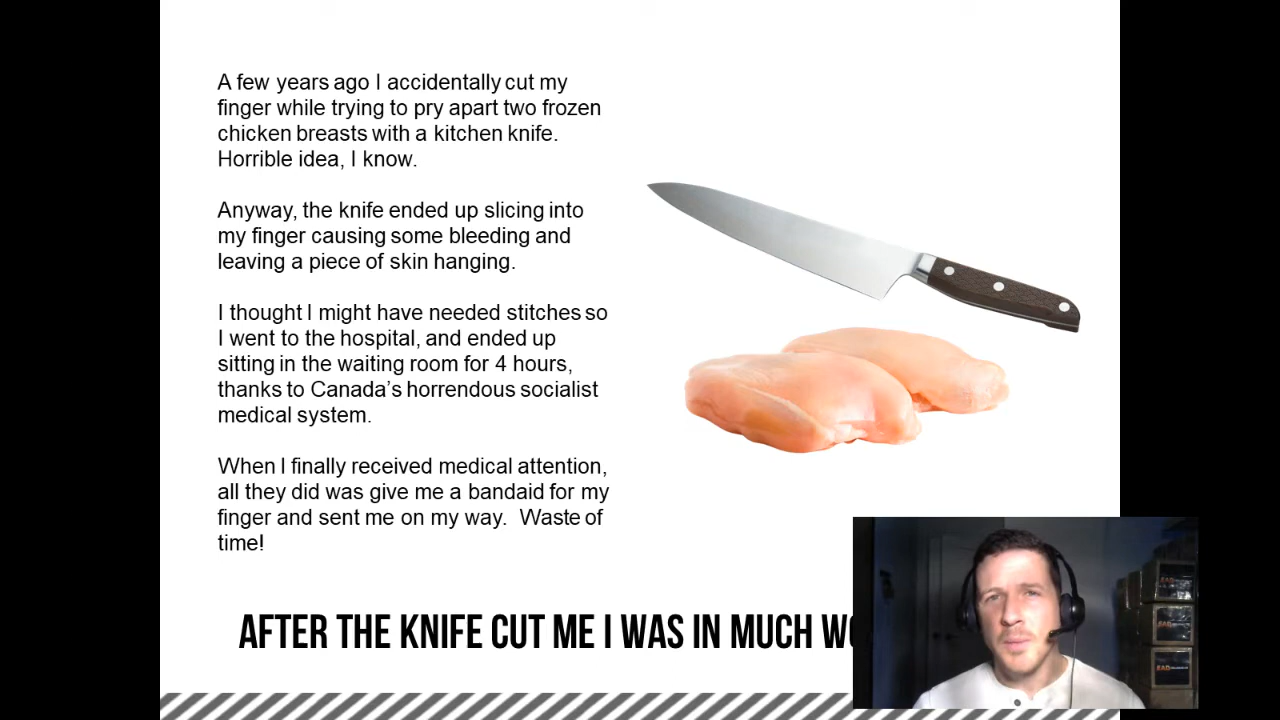 A few years ago I accidentally cut my
finger while trying to pry apart two frozen
chicken breasts with a kitchen knife.
Horrible idea, I know.
Anyway, the knife ended up slicing into
my finger causing some bleeding and
leaving a piece of skin hanging.
I thought I might have needed stitches so
I went to the hospital, and ended up
sitting in the waiting room for 4 hours,
thanks to Canada’s horrendous socialist
medical system.
When I finally received medical attention,
all they did was give me a bandaid for my
finger and sent me on my way.  Waste of
time!
AFTER THE KNIFE CUT ME I WAS IN MUCH